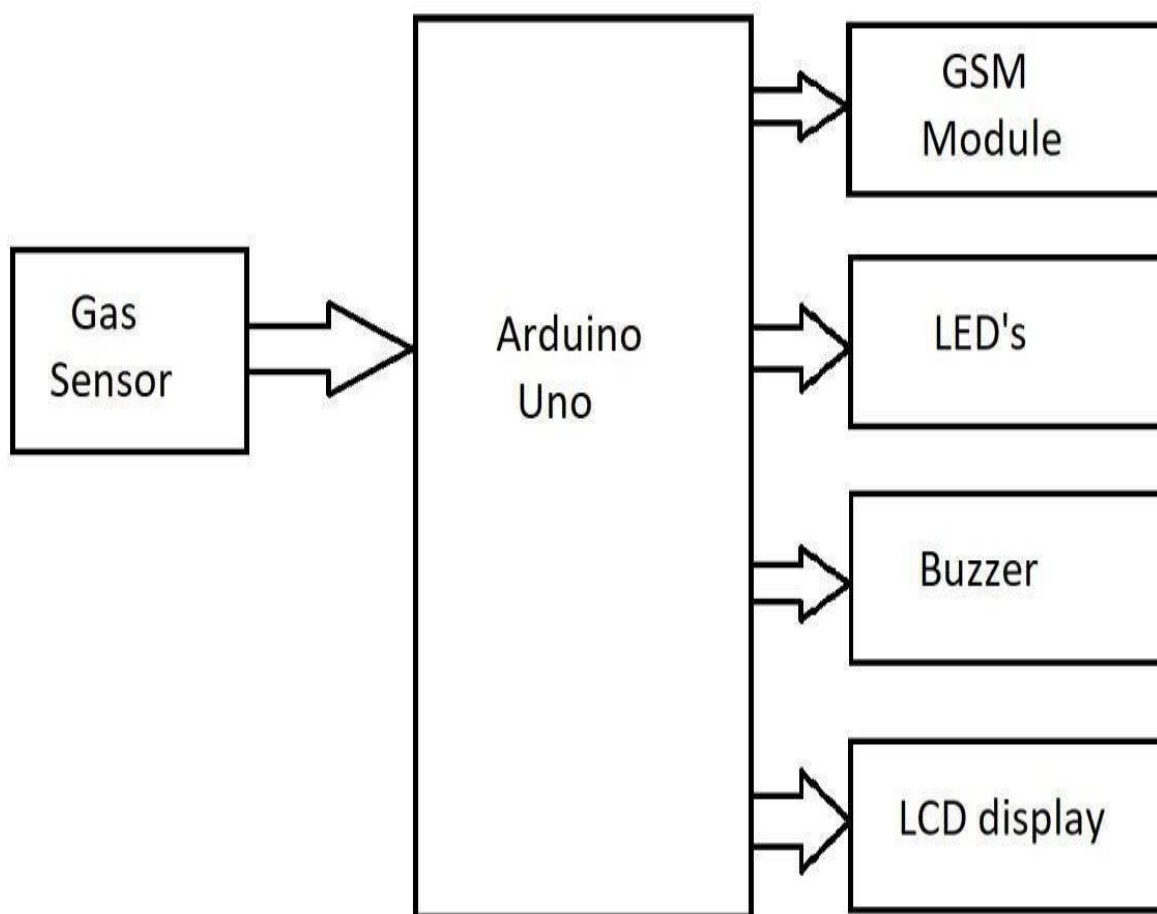 Gas
Sensor
Arduino
Uno
GSM
Module
LED's
Buzzer
LCD display